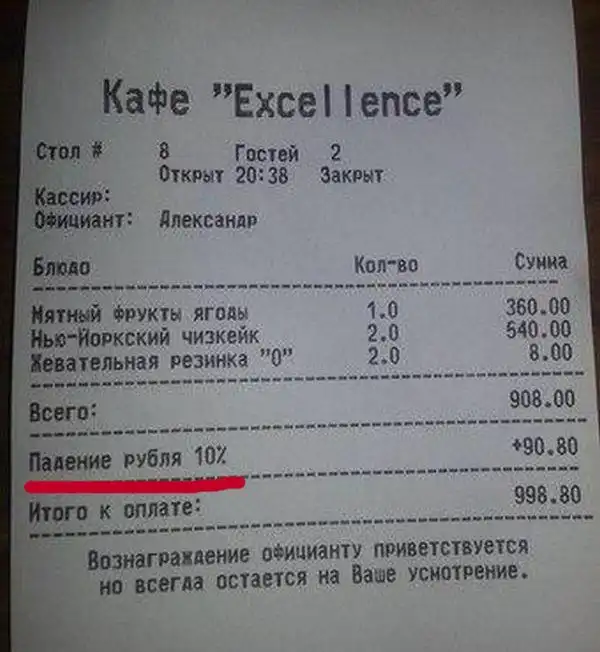 Кафе "Excellence"
Стол # 8 Гостей 2
Открыт 20:38 Закрыт
Кассир:
Официант: Александр
Блюдо Кол-во Сумма
Мятный фрукты ягоды 1.0 360.00
Нью-Йоркский чизкейк 2.0 540.00
Жевательная резинка "0" 2.0 8.00
Всего: 908.00
Падение рубля 10% +90.80
Итого к оплате: 998.80
Вознаграждение официанту приветствуется
но всегда остается на Ваше усмотрение.